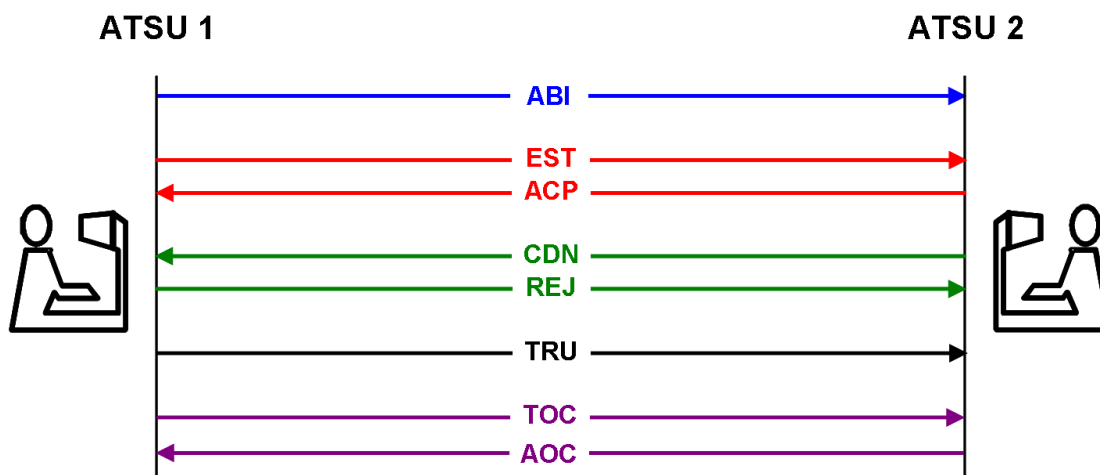 ATSU 1
ATSU 2
ABI
EST
ACP
CDN
REJ
TRU
TOC
AOC